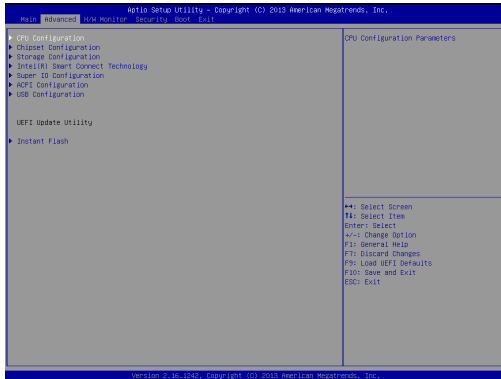 Aptio Setup Utility - Copyright (C) 2013 American Megatrends, Inc.
Main Advanced H/W Monitor Security Boot Exit
CPU Configuration
Chipset Configuration
Storage Configuration
Intel(R) Smart Connect Technology
Super IO Configuration
ACPI Configuration
USB Configuration
UEFI Update Utility
Instant Flash
CPU Configuration Parameters
↔: Select Screen
↑↓: Select Item
Enter: Select
+/-: Change Option
F1: General Help
F7: Discard Changes
F9: Load UEFI Defaults
F10: Save and Exit
ESC: Exit
Version 2.16.1242. Copyright (C) 2013 American Megatrends, Inc.